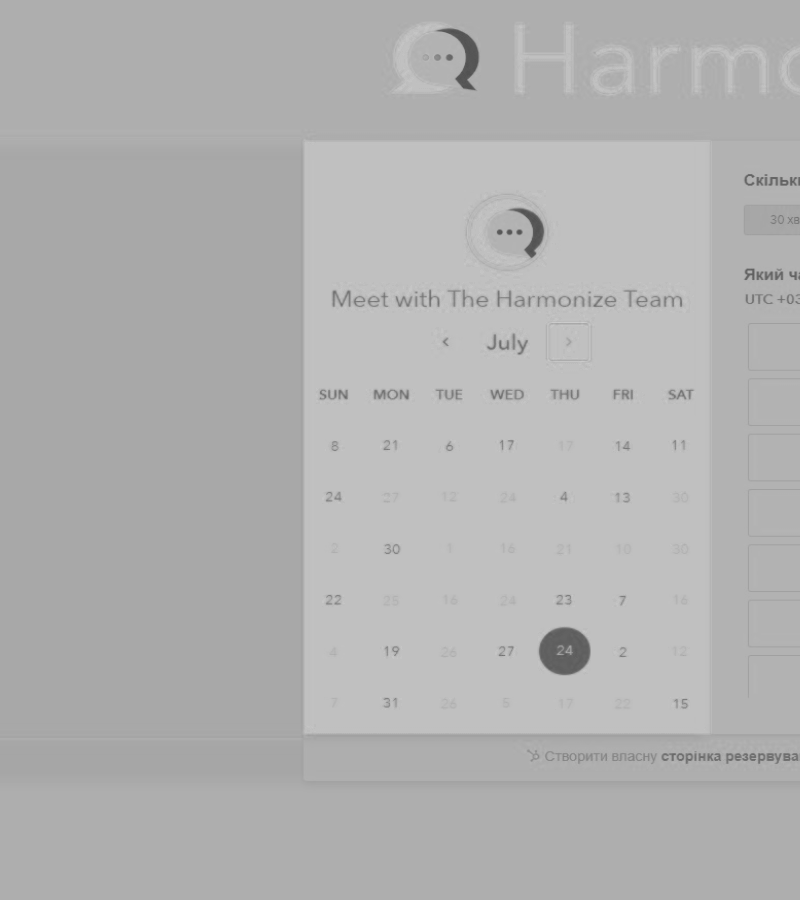 Harmo
Скільки
30 хв
Meet with The Harmonize Team
Який ча
UTC +03
‹ July ›
SUN MON TUE WED THU FRI SAT
8 21 6 17 17 14 11
24 27 12 24 4 13 30
2 30 1 16 21 10 30
22 25 16 24 23 7 16
4 19 26 27 24 2 12
7 31 26 5 17 22 15
Створити власну сторінка резервува